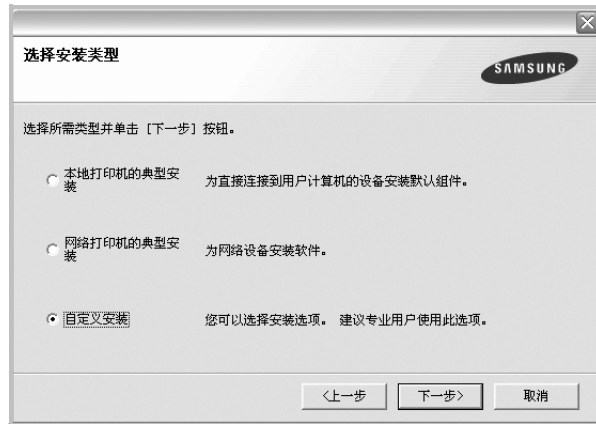 选择安装类型
SAMSUNG
选择所需类型并单击 [下一步] 按钮。
本地打印机的典型安
装
为直接连接到用户计算机的设备安装默认组件。
网络打印机的典型安
装
为网络设备安装软件。
自定义安装
您可以选择安装选项。 建议专业用户使用此选项。
<上一步
下一步>
取消